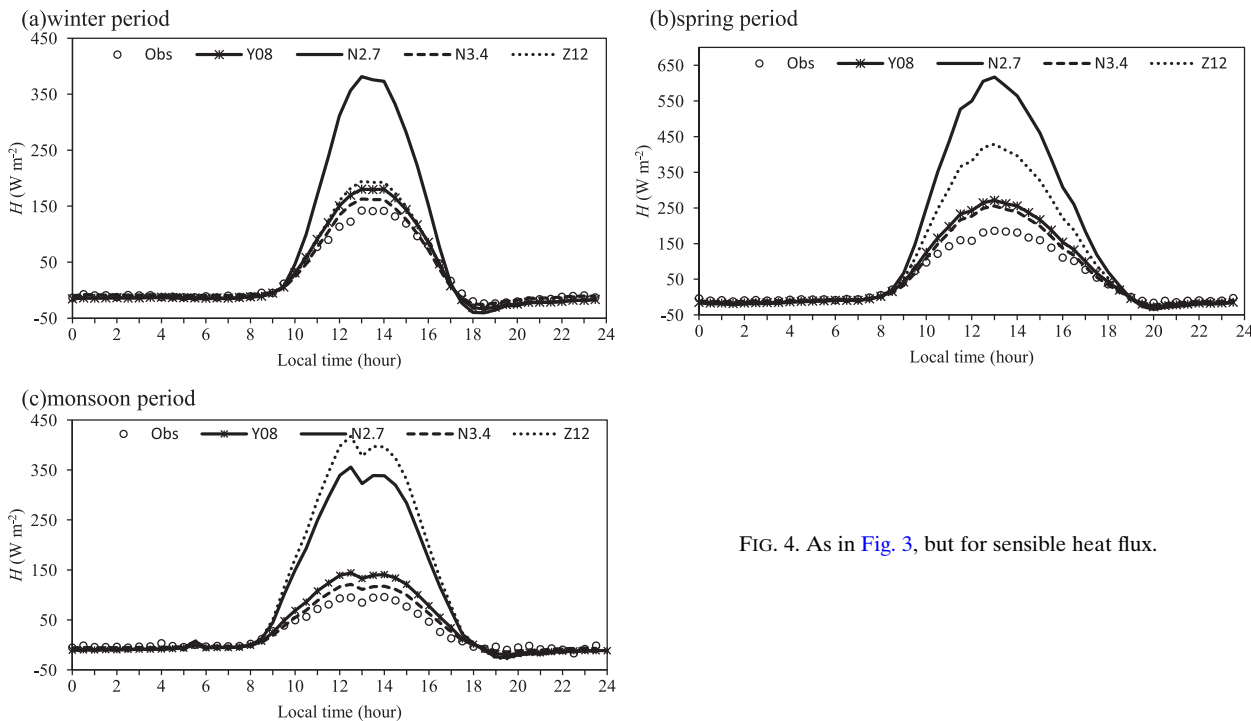 (a)winter period
450
Obs Y08 N2.7 N3.4 Z12
350
250
150
50
-50
H (W m-2)
0 2 4 6 8 10 12 14 16 18 20 22 24
Local time (hour)
(b)spring period
Obs Y08 N2.7 N3.4 Z12
650
550
450
350
250
150
50
-50
H (W m-2)
0 2 4 6 8 10 12 14 16 18 20 22 24
Local time (hour)
(c)monsoon period
450
Obs Y08 N2.7 N3.4 Z12
350
250
150
50
-50
H (W m-2)
0 2 4 6 8 10 12 14 16 18 20 22 24
Local time (hour)
FIG. 4. As in Fig. 3, but for sensible heat flux.